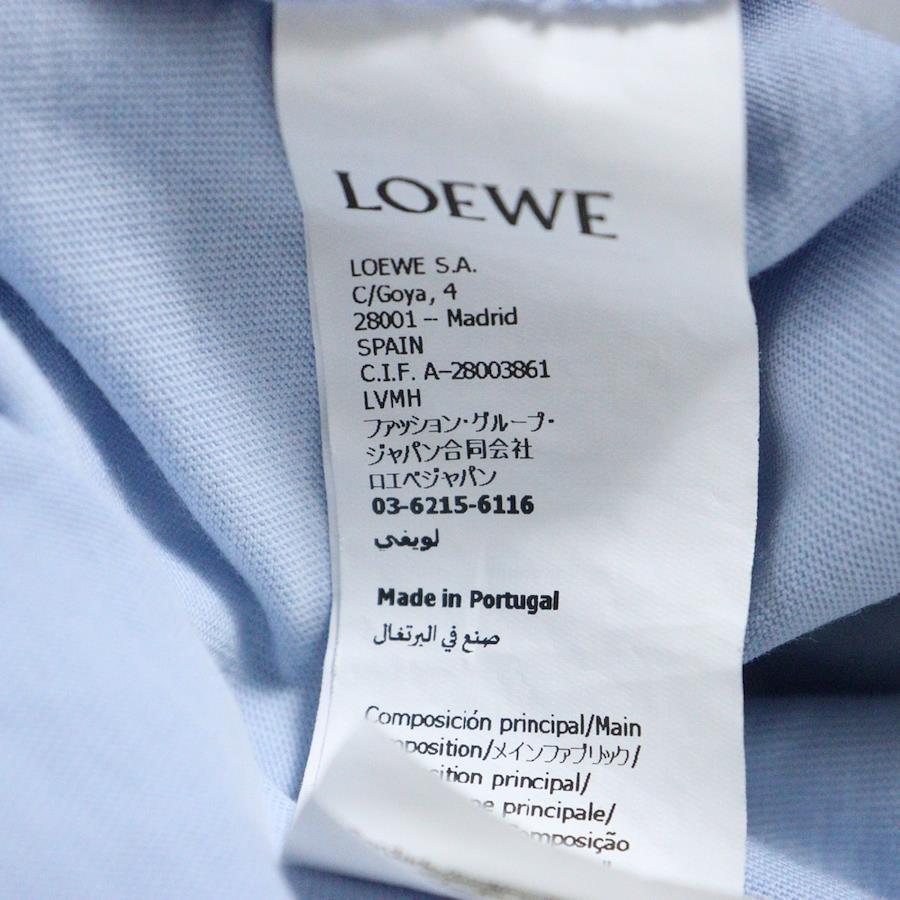 LOEWE
LOEWE S.A.
C/Goya, 4
28001 – Madrid
SPAIN
C.I.F. A-28003861
LVMH
ファッション・グループ・
ジャパン合同会社
ロエベジャパン
03-6215-6116
لويفي
Made in Portugal
صنع في البرتغال
Composición principal/Main
/メインファブリック/
principal/
principale/